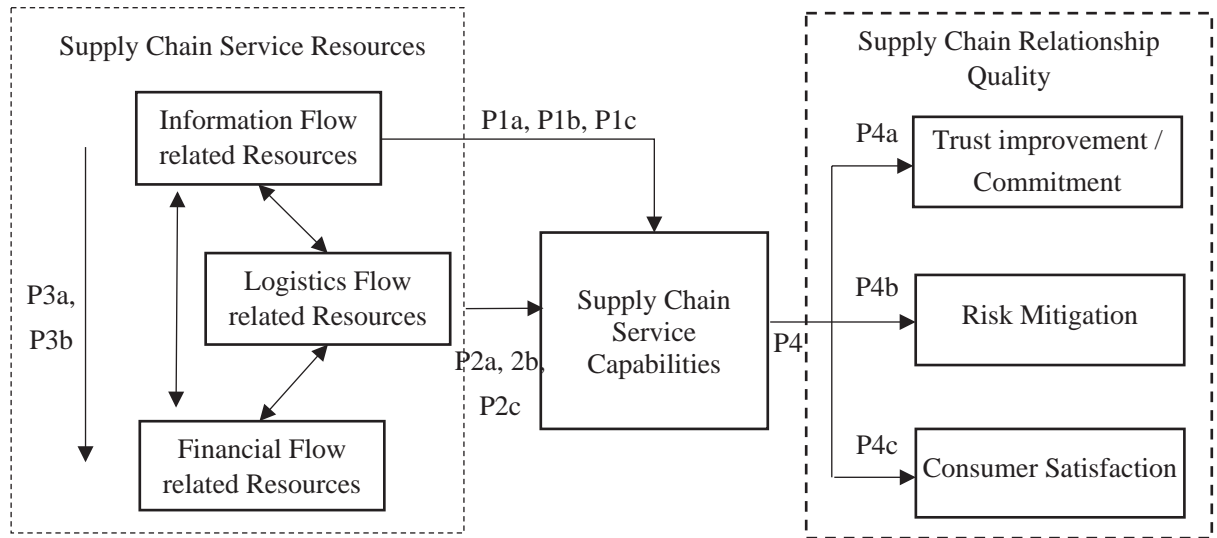 Supply Chain Service Resources
Information Flow
related Resources
Logistics Flow
related Resources
Financial Flow
related Resources
P3a,
P3b
P1a, P1b, P1c
P2a, 2b,
P2c
Supply Chain
Service
Capabilities
P4
Supply Chain Relationship
Quality
P4a
Trust improvement /
Commitment
P4b
Risk Mitigation
P4c
Consumer Satisfaction